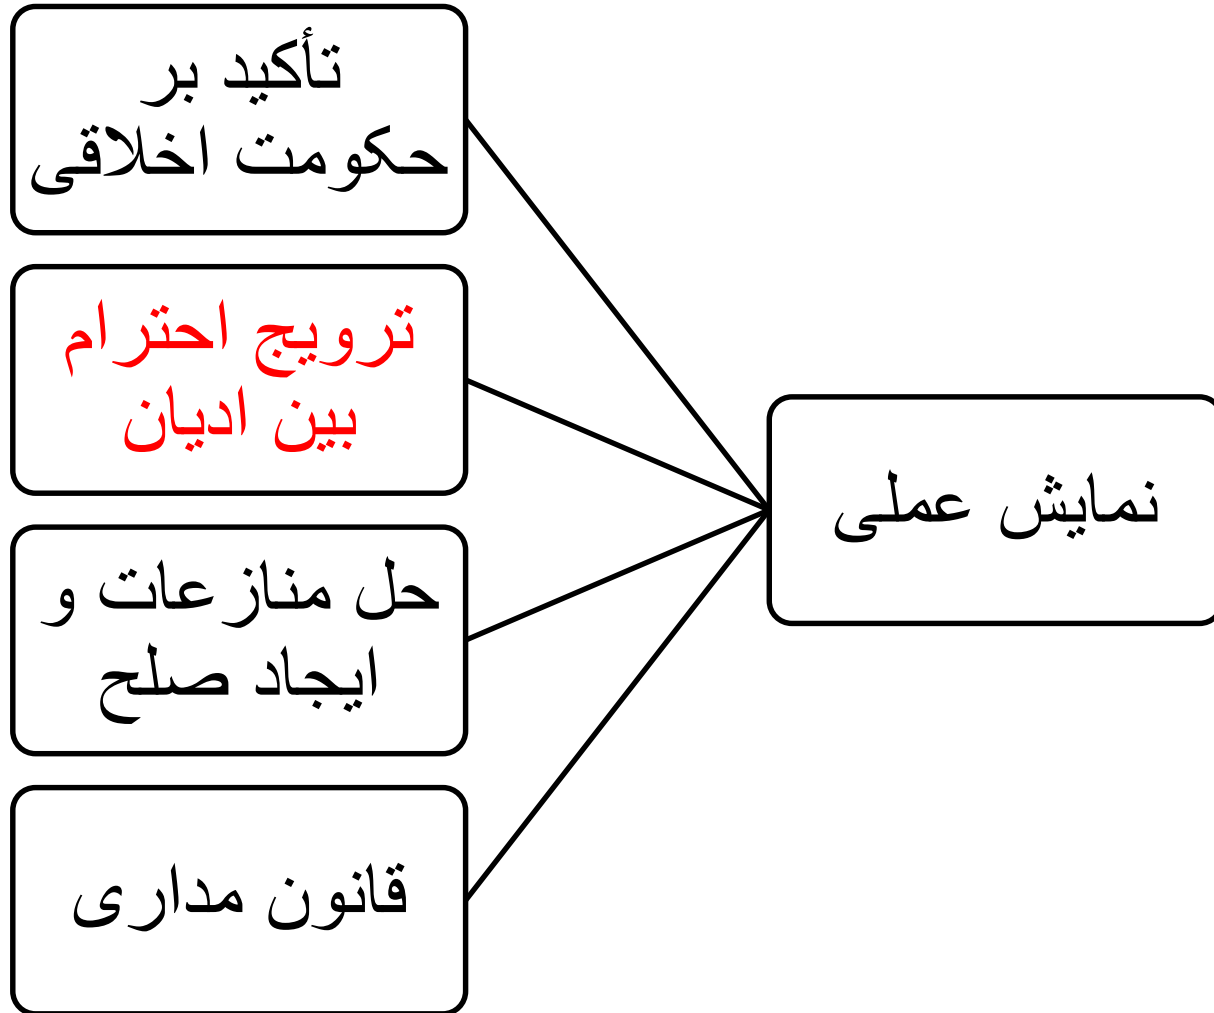 تأکید بر
حکومت اخلاقی
ترویج احترام
بین ادیان
حل منازعات و
ایجاد صلح
قانون مداری
نمایش عملی